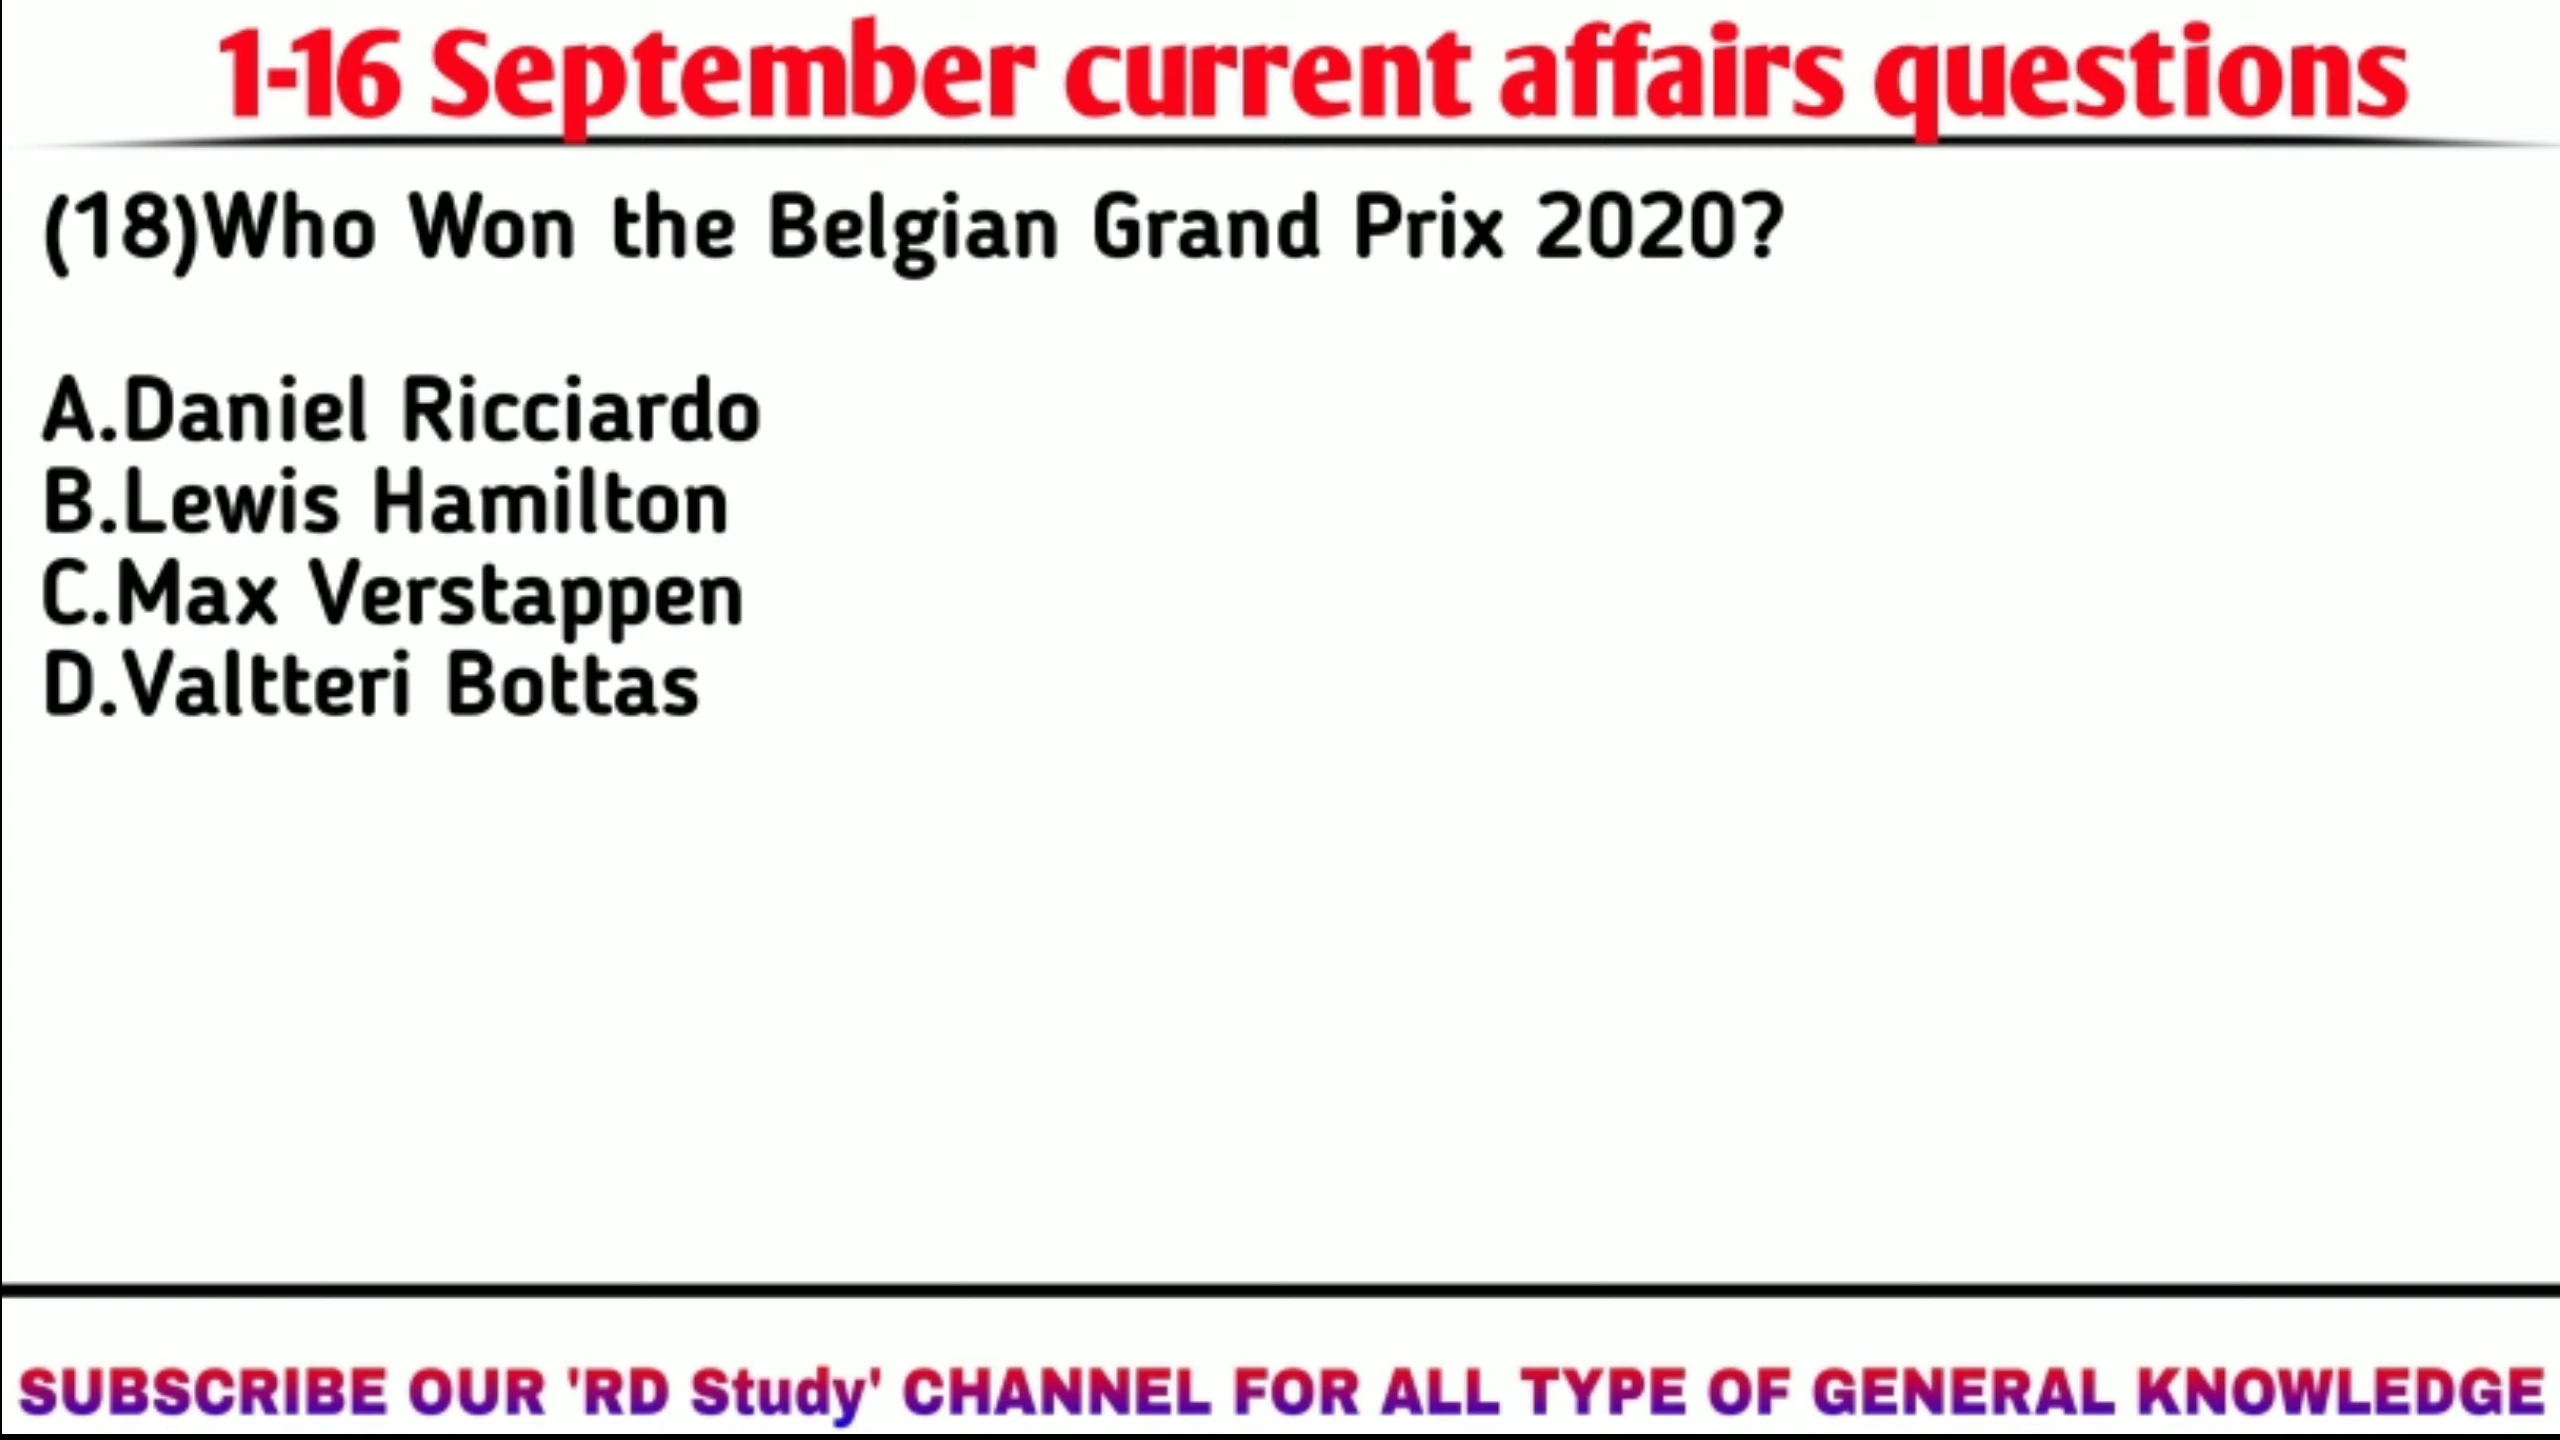 1-16 September current affairs questions
(18)Who Won the Belgian Grand Prix 2020?
A.Daniel Ricciardo
B.Lewis Hamilton
C.Max Verstappen
D.Valtteri Bottas
SUBSCRIBE OUR 'RD Study' CHANNEL FOR ALL TYPE OF GENERAL KNOWLEDGE